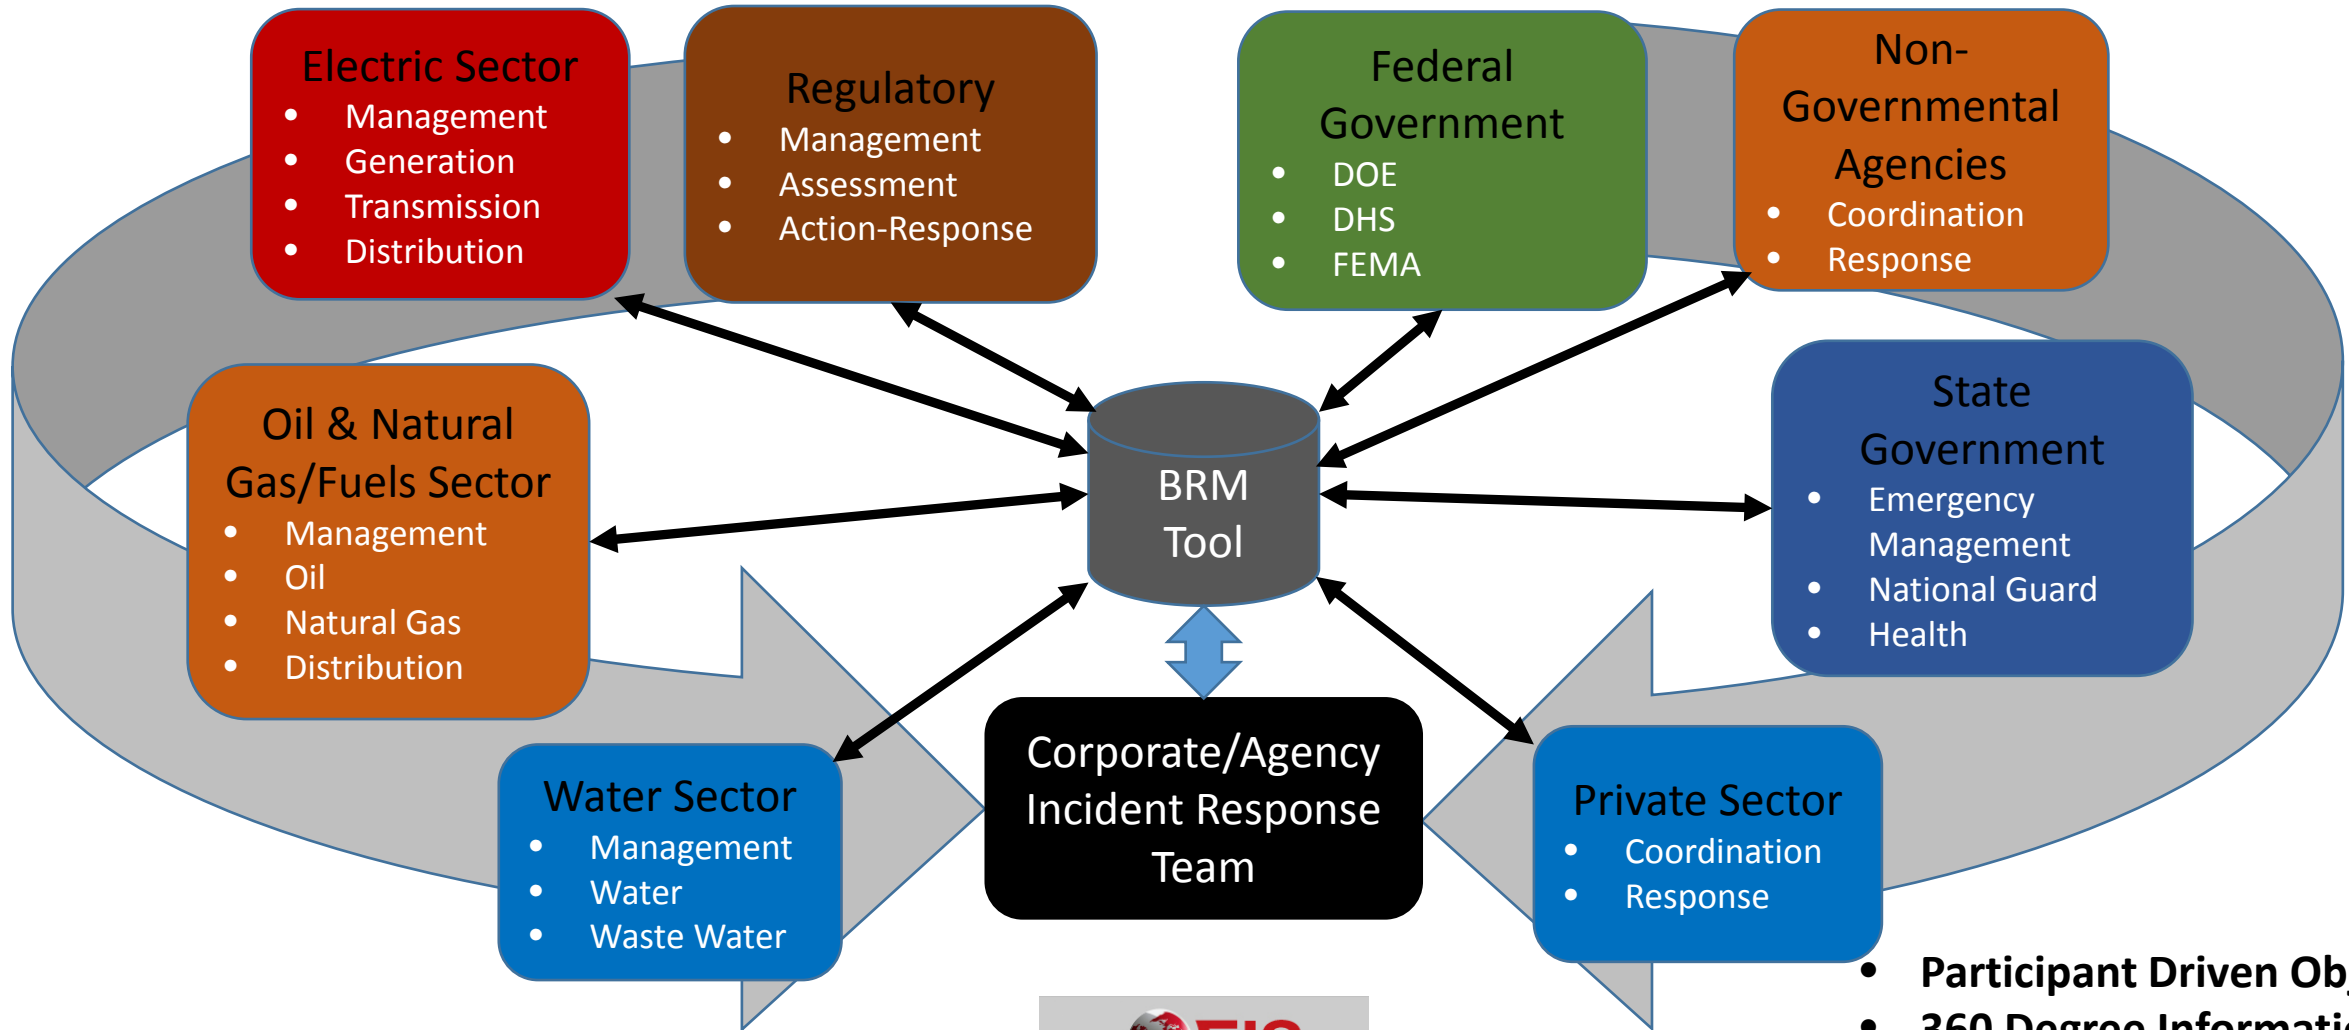 Electric Sector
• Management
• Generation
• Transmission
• Distribution
Regulatory
• Management
• Assessment
• Action-Response
Federal
Government
• DOE
• DHS
• FEMA
Non-
Governmental
Agencies
• Coordination
• Response
Oil & Natural
Gas/Fuels Sector
• Management
• Oil
• Natural Gas
• Distribution
BRM
Tool
State
Government
• Emergency
Management
• National Guard
• Health
Water Sector
• Management
• Water
• Waste Water
Corporate/Agency
Incident Response
Team
Private Sector
• Coordination
• Response
• Participant Driven
• 360 Degree
EIS